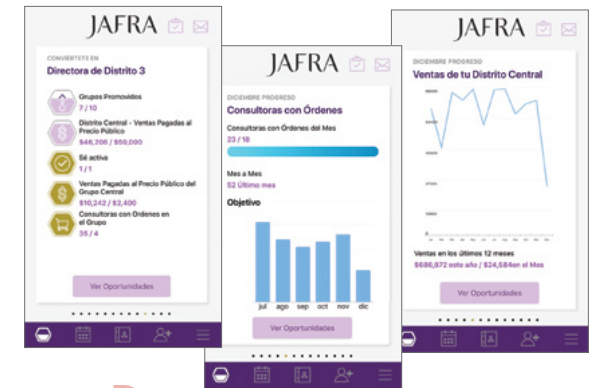 JAFRA
CONVIÉRTETE EN
Directora de Distrito 3
Grupos Promovidos
7 / 10
Distrito Central - Ventas Pagadas al
Precio Público
$46,206 / $50,000
Sé activa
1 / 1
Ventas Pagadas al Precio Público del
Grupo Central
$10,242 / $2,400
Consultoras con Ordenes en
el Grupo
35 / 4
Ver Oportunidades
JAFRA
DICIEMBRE PROGRESO
Consultoras con Órdenes
Consultoras con Órdenes del Mes
23 / 16
Mes a Mes
52 Último mes
Objetivo
jul ago sep oct nov dic
Ver Oportunidades
JAFRA
DICIEMBRE PROGRESO
Ventas de tu Distrito Central
0
Ventas en los últimos 12 meses
$686,872 este año / $24,584en el Mes
Ver Oportunidades